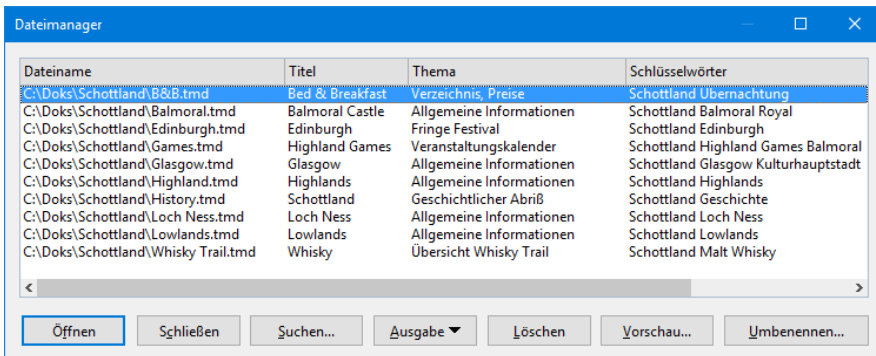 Dateimanager
Dateiname Titel Thema Schlüsselwörter
C:\Doks\Schottland\B&B.tmd Bed & Breakfast Verzeichnis, Preise Schottland Übernachtung
C:\Doks\Schottland\Balmoral.tmd Balmoral Castle Allgemeine Informationen Schottland Balmoral Royal
C:\Doks\Schottland\Edinburgh.tmd Edinburgh Fringe Festival Schottland Edinburgh
C:\Doks\Schottland\Games.tmd Highland Games Veranstaltungskalender Schottland Highland Games Balmoral
C:\Doks\Schottland\Glasgow.tmd Glasgow Allgemeine Informationen Schottland Glasgow Kulturhauptstadt
C:\Doks\Schottland\Highland.tmd Highlands Allgemeine Informationen Schottland Highlands
C:\Doks\Schottland\History.tmd Schottland Geschichtlicher Abriß Schottland Geschichte
C:\Doks\Schottland\Loch Ness.tmd Loch Ness Allgemeine Informationen Schottland Loch Ness
C:\Doks\Schottland\Lowlands.tmd Lowlands Allgemeine Informationen Schottland Lowlands
C:\Doks\Schottland\Whisky Trail.tmd Whisky Übersicht Whisky Trail Schottland Malt Whisky
Öffnen Schließen Suchen... Ausgabe Löschen Vorschau... Umbenennen...